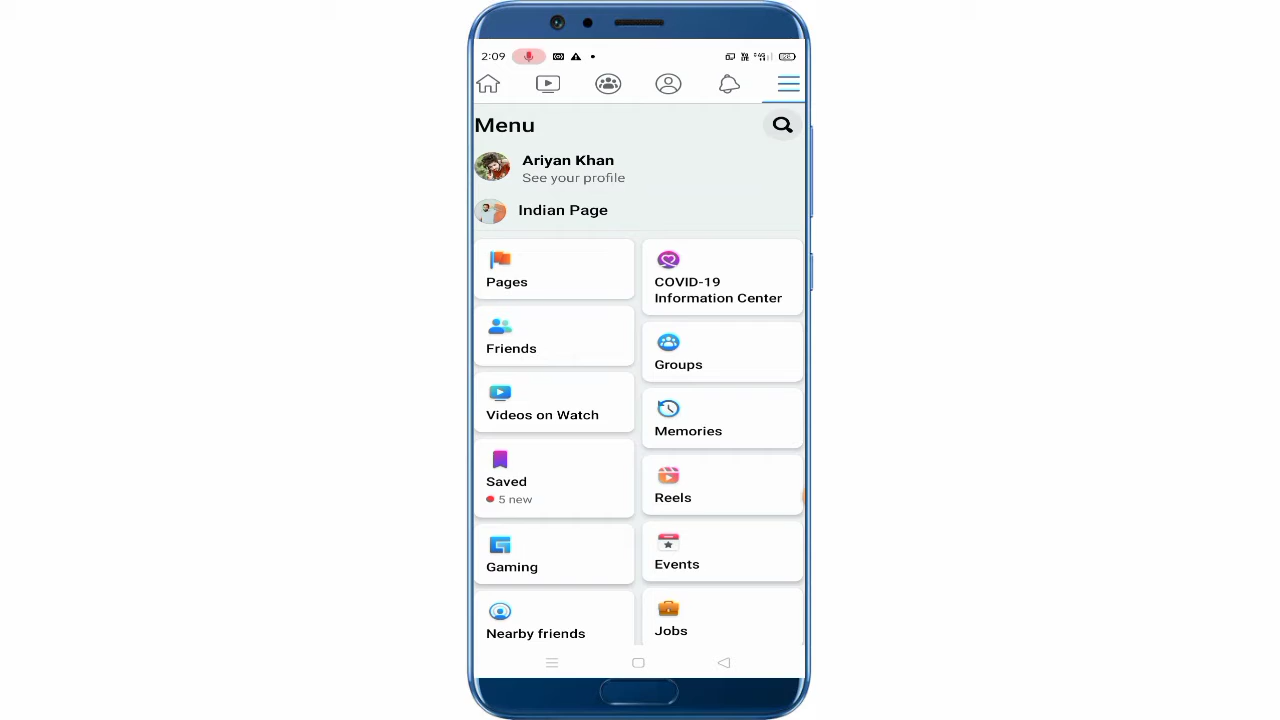 2:09
Menu
Ariyan Khan
See your profile
Indian Page
Pages
COVID-19
Information Center
Friends
Groups
Videos on Watch
Memories
Saved
5 new
Reels
Gaming
Events
Nearby friends
Jobs